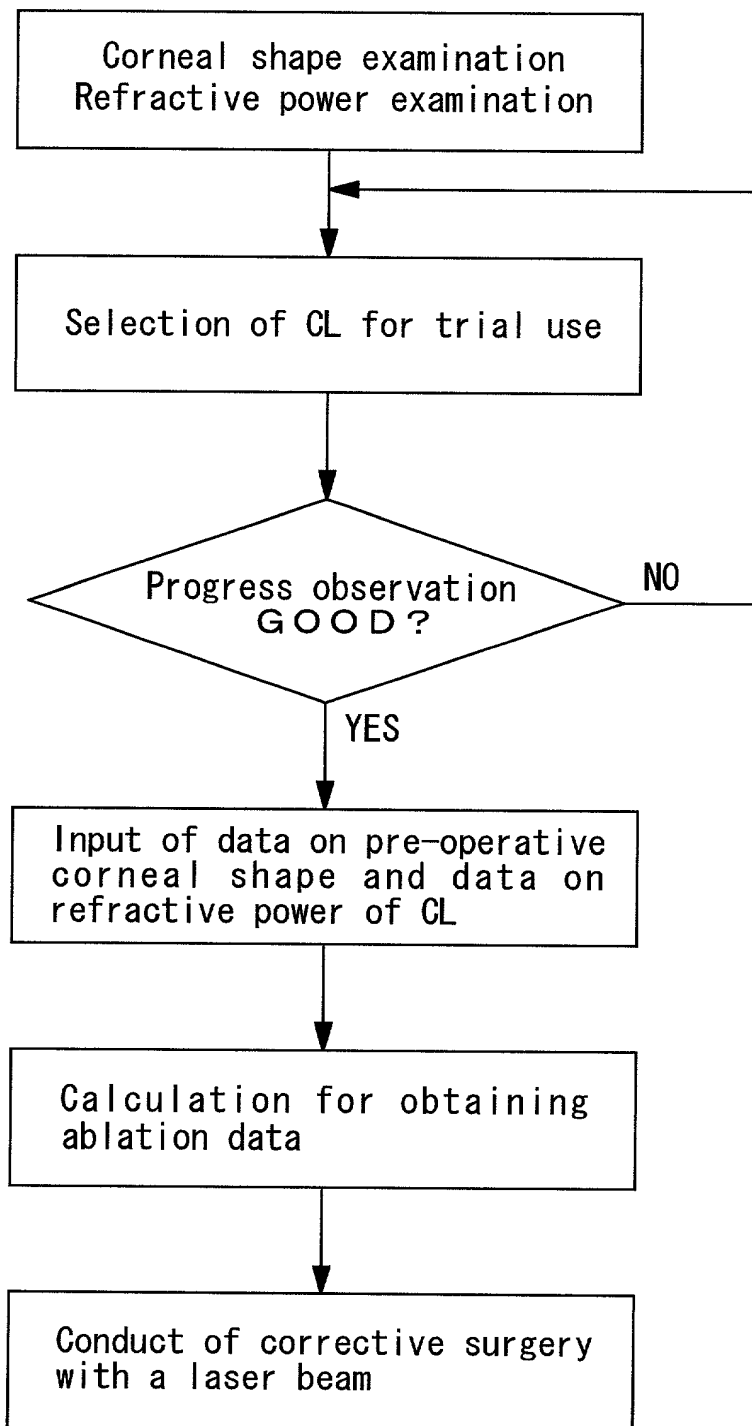 Corneal shape examination
Refractive power examination
Selection of CL for trial use
Progress observation
GOOD?
NO
YES
Input of data on pre-operative
corneal shape and data on
refractive power of CL
Calculation for obtaining
ablation data
Conduct of corrective surgery
with a laser beam